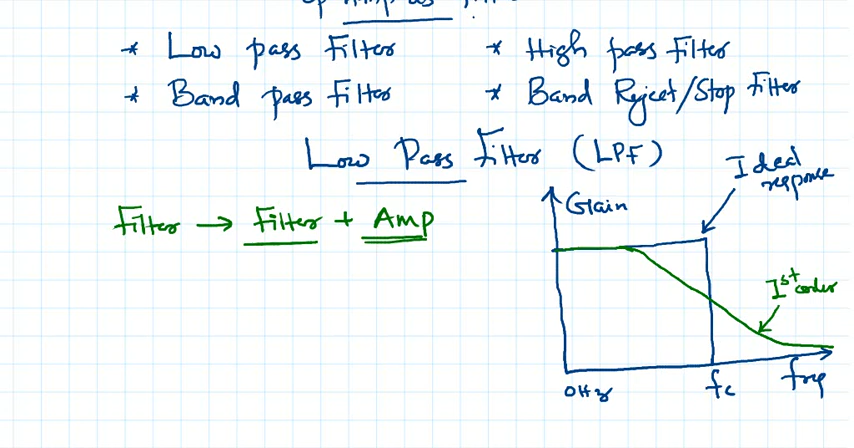 * Low pass Filter * High pass Filter
* Band pass Filter * Band Reject/Stop Filter
Low Pass Filter (LPF)
Ideal response
Gain
Filter → Filter + Amp
Ist order
0Hz fc freq